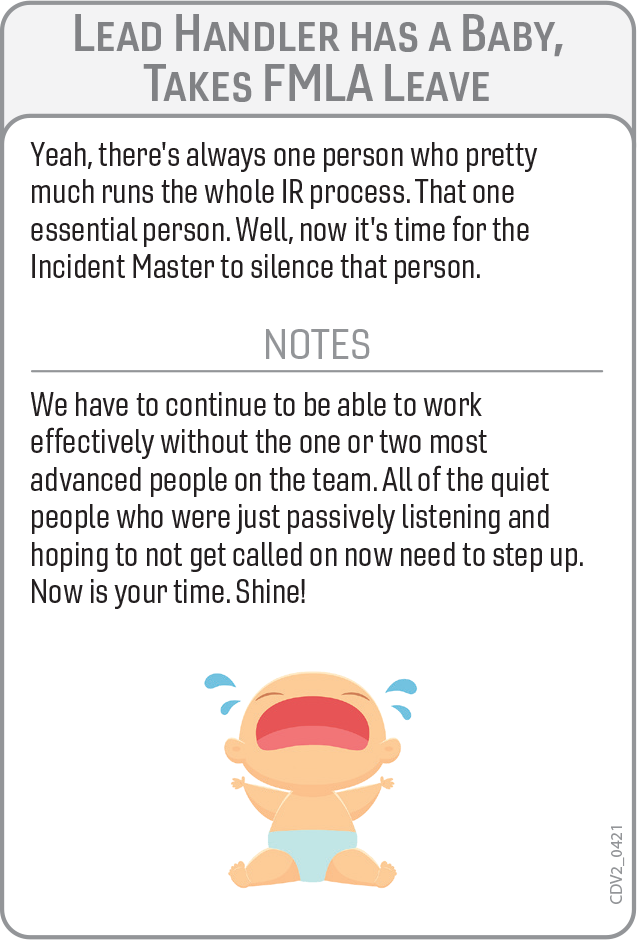 Lead Handler has a Baby,
Takes FMLA Leave
Yeah, there's always one person who pretty
much runs the whole IR process. That one
essential person. Well, now it's time for the
Incident Master to silence that person.
NOTES
We have to continue to be able to work
effectively without the one or two most
advanced people on the team. All of the quiet
people who were just passively listening and
hoping to not get called on now need to step up.
Now is your time. Shine!
CDV2_0421